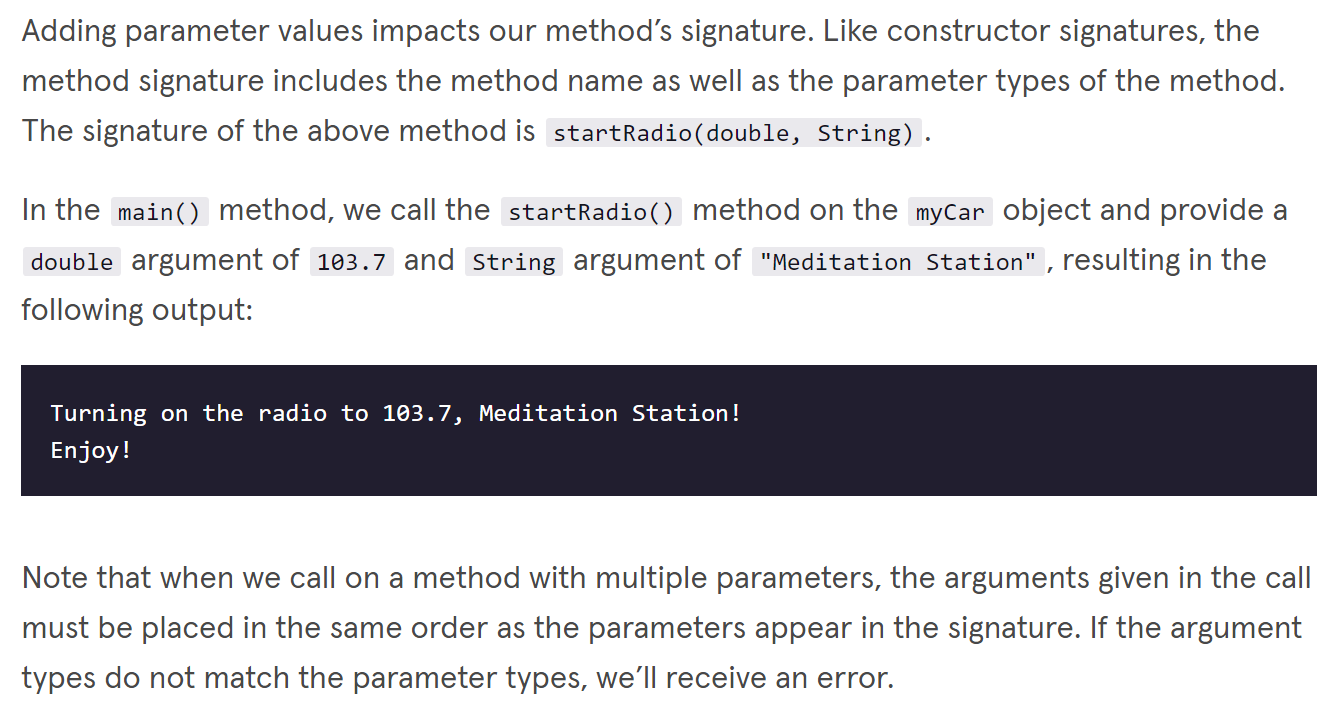 Adding parameter values impacts our method’s signature. Like constructor signatures, the
method signature includes the method name as well as the parameter types of the method.
The signature of the above method is startRadio(double, String).
In the main() method, we call the startRadio() method on the myCar object and provide a
double argument of 103.7 and String argument of "Meditation Station", resulting in the
following output:
Turning on the radio to 103.7, Meditation Station!
Enjoy!
Note that when we call on a method with multiple parameters, the arguments given in the call
must be placed in the same order as the parameters appear in the signature. If the argument
types do not match the parameter types, we’ll receive an error.